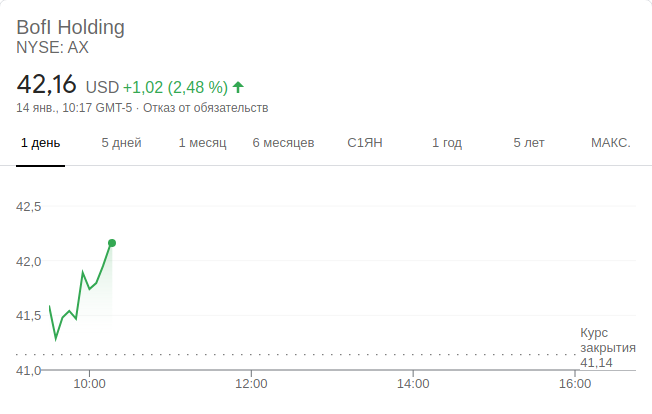 BofI Holding
NYSE: AX
42,16 USD +1,02 (2,48 %)
14 янв., 10:17 GMT-5 · Отказ от обязательств
1 день 5 дней 1 месяц 6 месяцев С1ЯН 1 год 5 лет МАКС.
42,5
42,0
41,5
41,0
Курс
закрытия
41,14
10:00 12:00 14:00 16:00